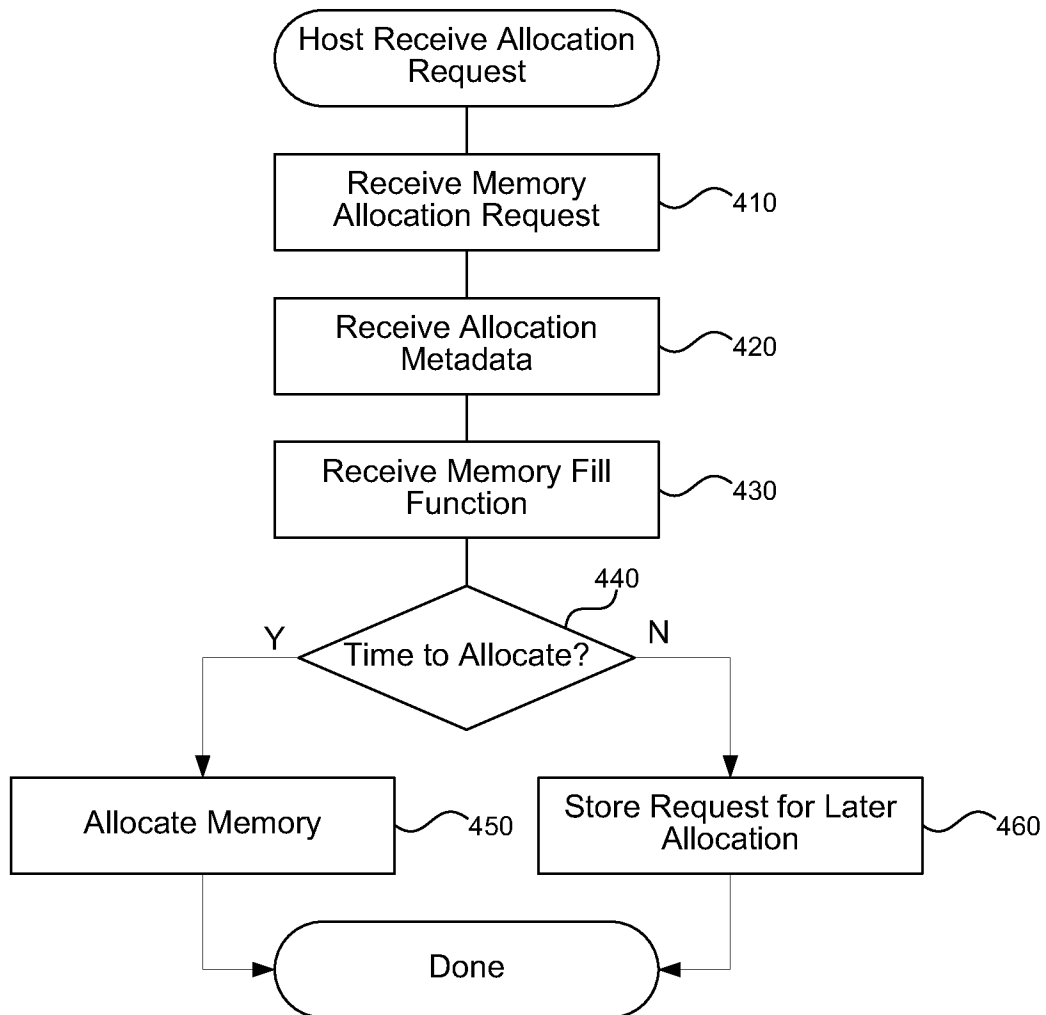 Host Receive Allocation
Request
Receive Memory
Allocation Request
410
Receive Allocation
Metadata
420
Receive Memory Fill
Function
430
440
Y
N
Time to Allocate?
Allocate Memory
450
Store Request for Later
Allocation
460
Done